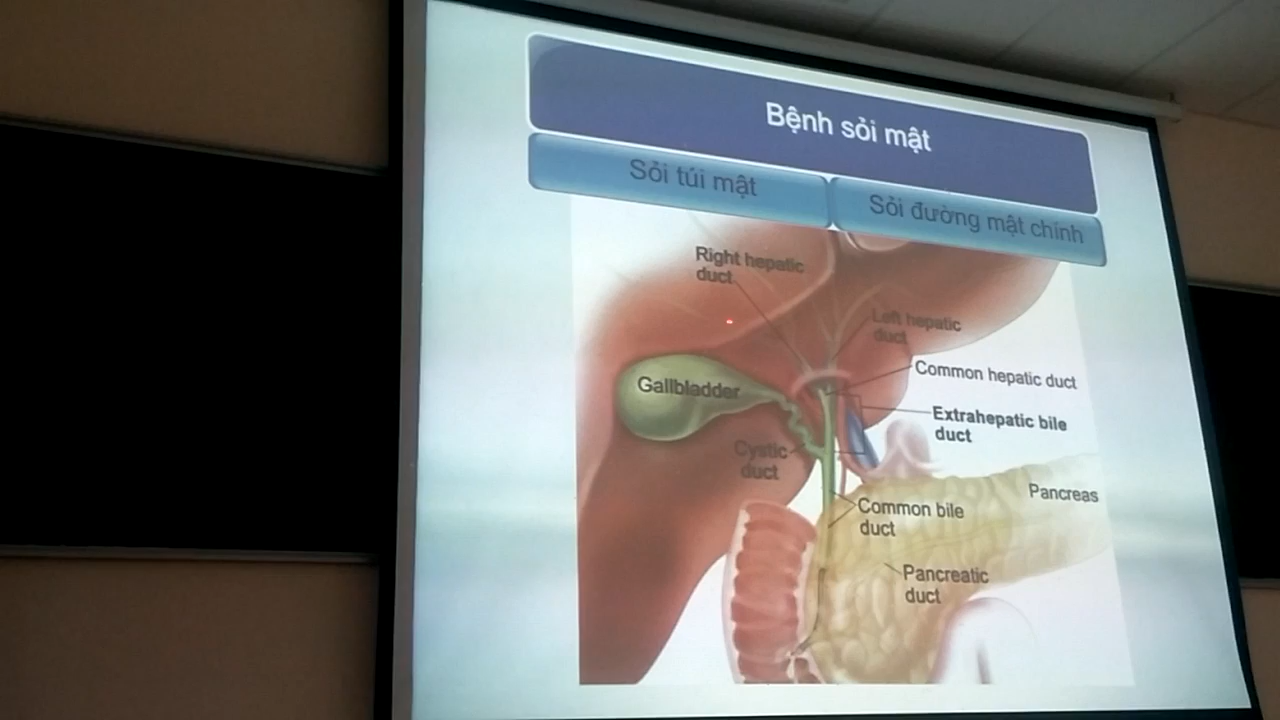 Bệnh sỏi mật
Sỏi túi mật
Sỏi đường mật chính
Right hepatic
duct
Left hepatic
duct
Common hepatic duct
Gallbladder
Extrahepatic bile
duct
Cystic
duct
Pancreas
Common bile
duct
Pancreatic
duct